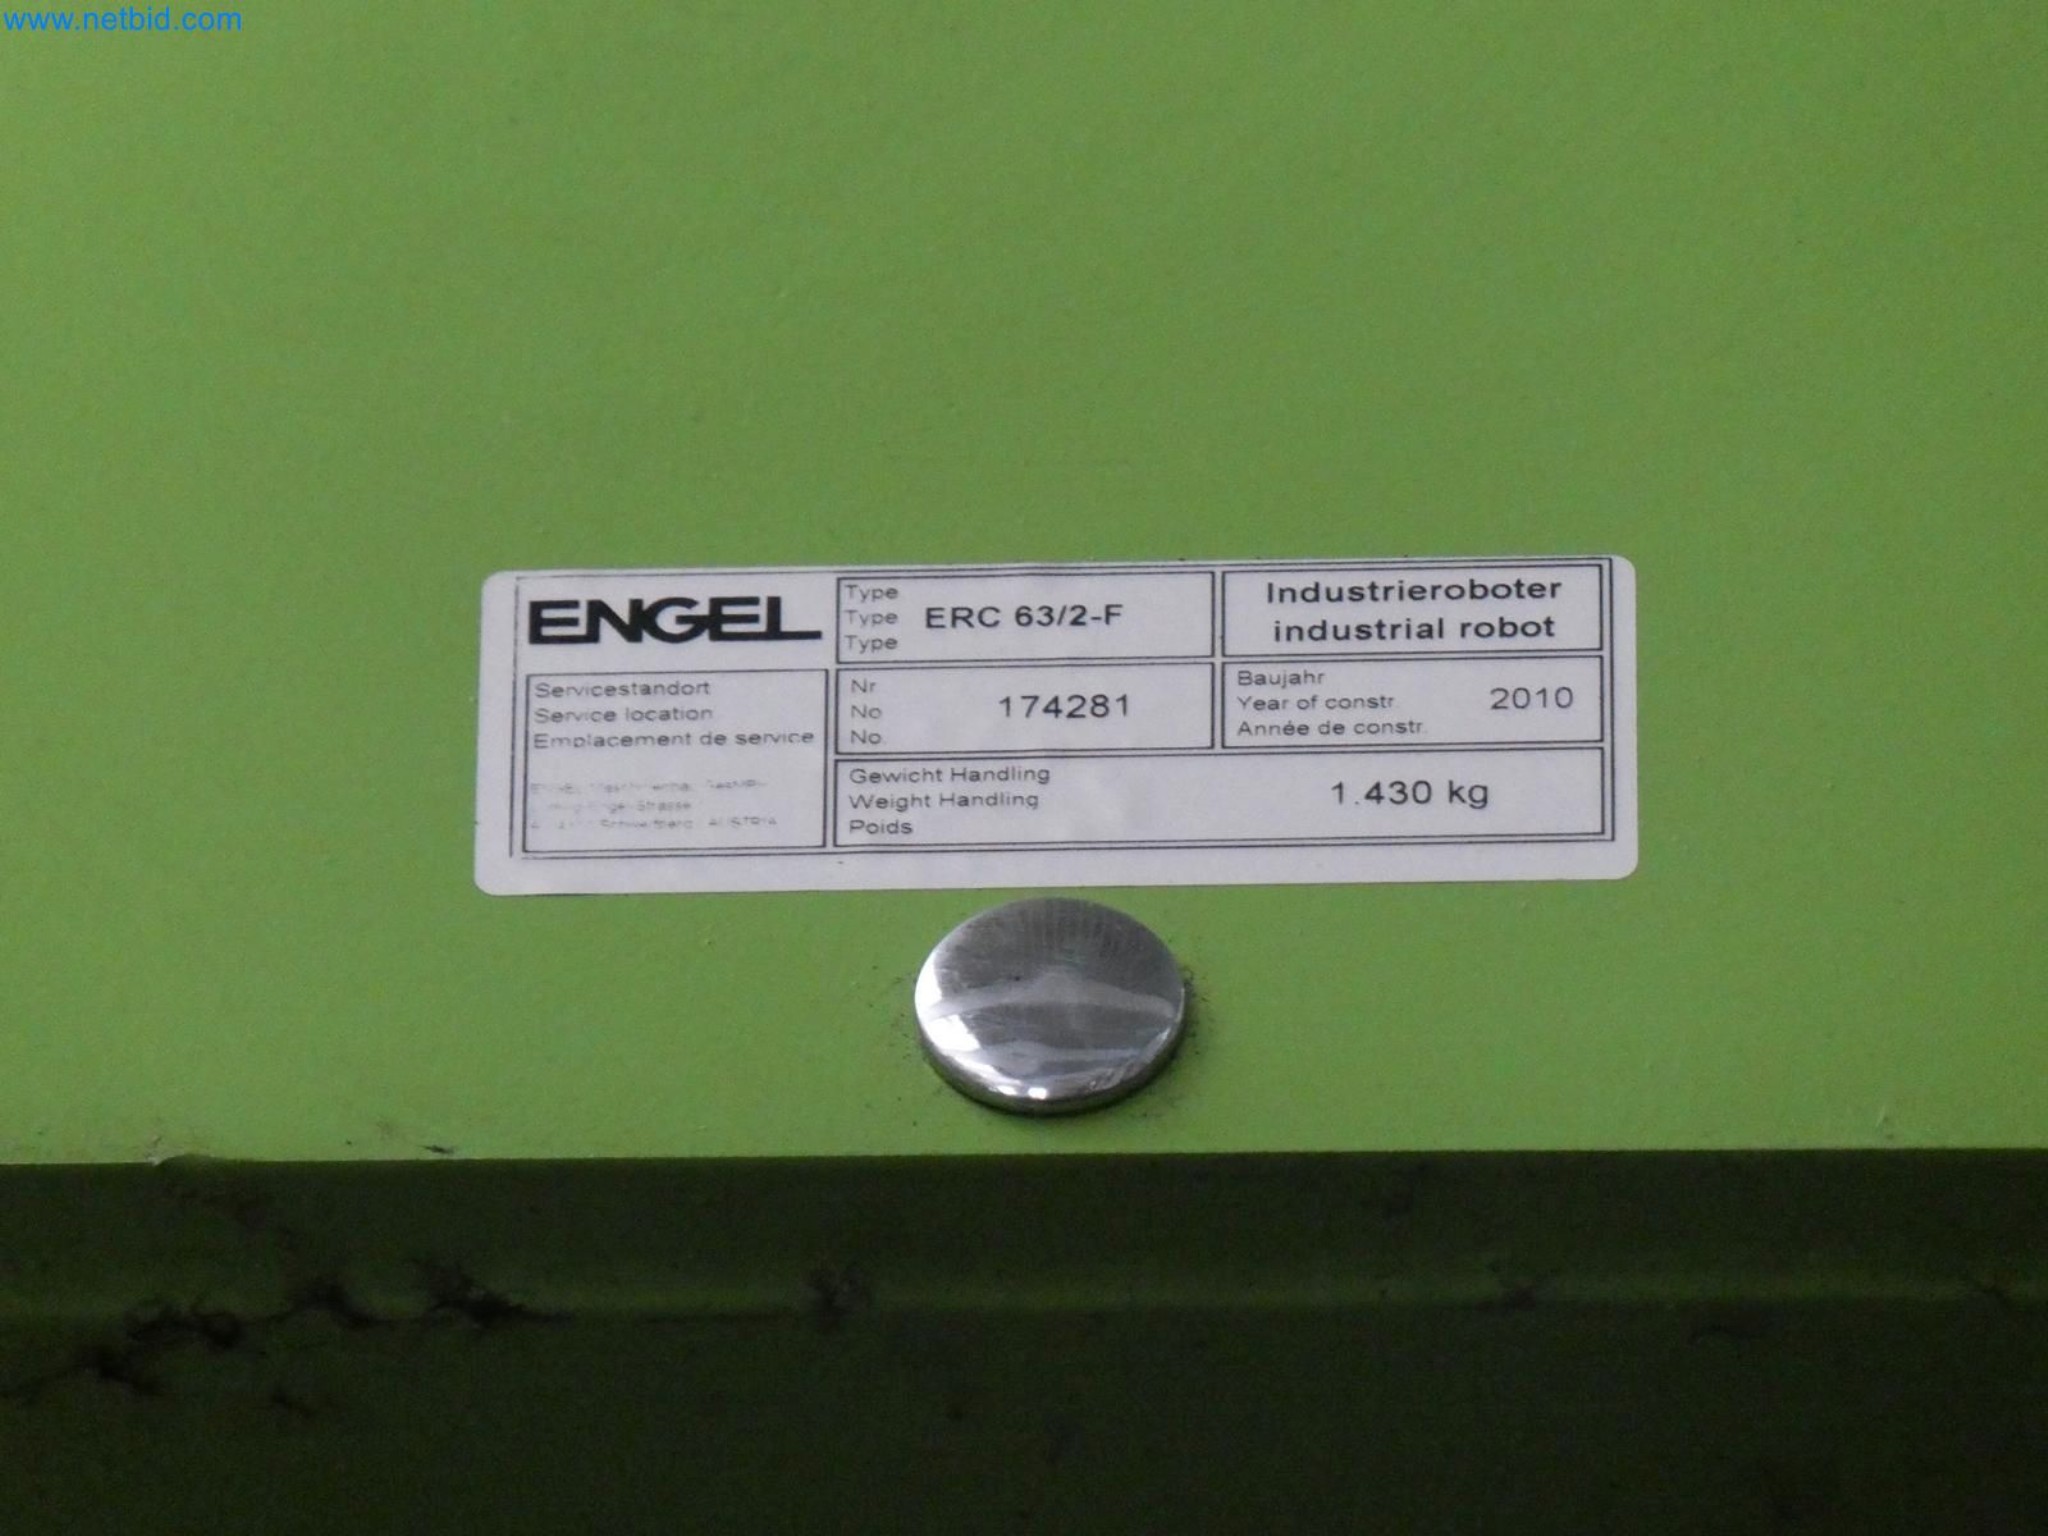 www.netbid.com
ENGEL
Type
Type
Type
ERC 63/2-F
Industrieroboter
industrial robot
Servicestandort
Service location
Emplacement de service
Strasse
AUSTRIA
Nr
No
No.
174281
Baujahr
Year of constr.
Année de constr.
2010
Gewicht Handling
Weight Handling
Poids
1.430 kg